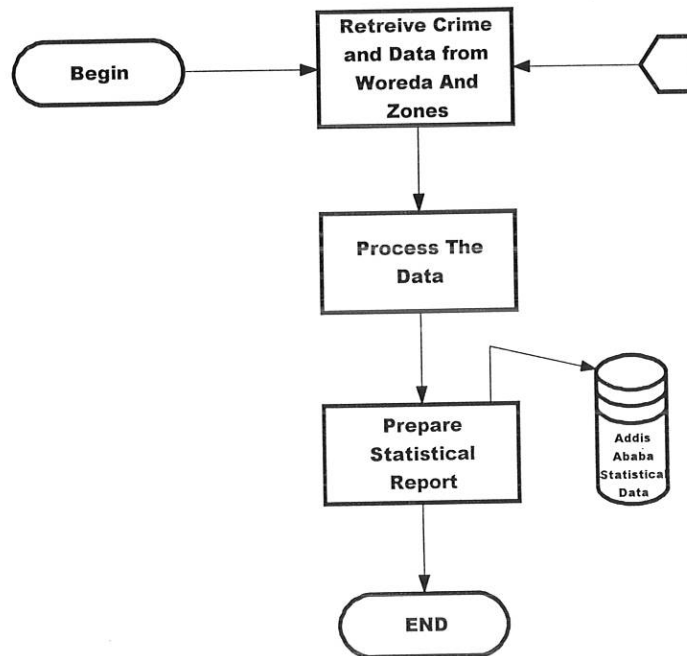 Begin
Retreive Crime
and Data from
Woreda And
Zones
Process The
Data
Prepare
Statistical
Report
Addis
Ababa
Statistical
Data
END